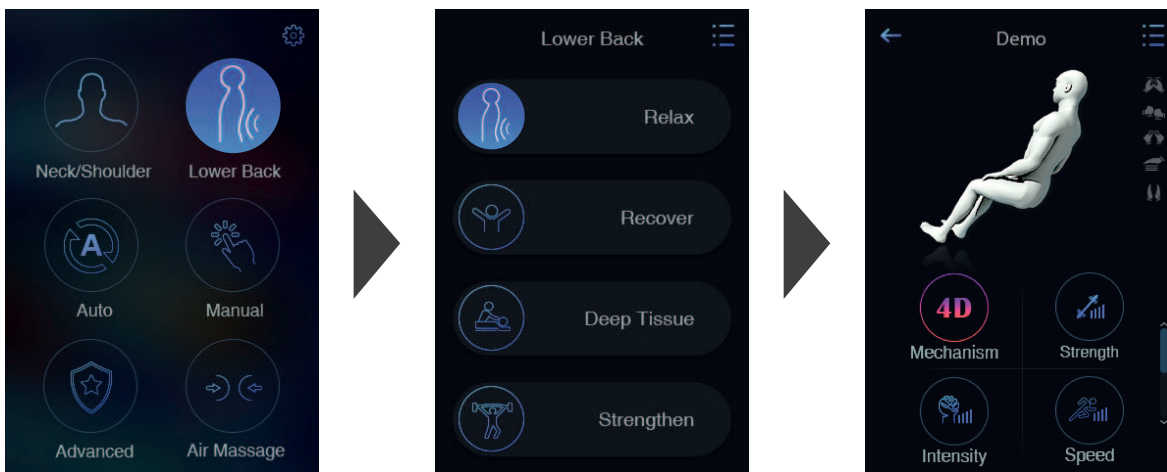 Neck/Shoulder Lower Back
A
Auto Manual
Advanced Air Massage
Lower Back
Relax
Recover
Deep Tissue
Strengthen
Demo
4D
Mechanism Strength
Intensity Speed